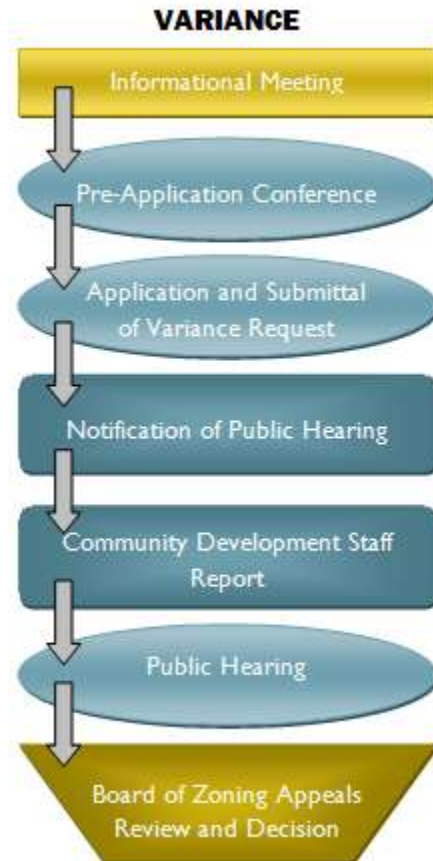 VARIANCE
Informational Meeting
Pre-Application Conference
Application and Submittal
of Variance Request
Notification of Public Hearing
Community Development Staff
Report
Public Hearing
Board of Zoning Appeals
Review and Decision